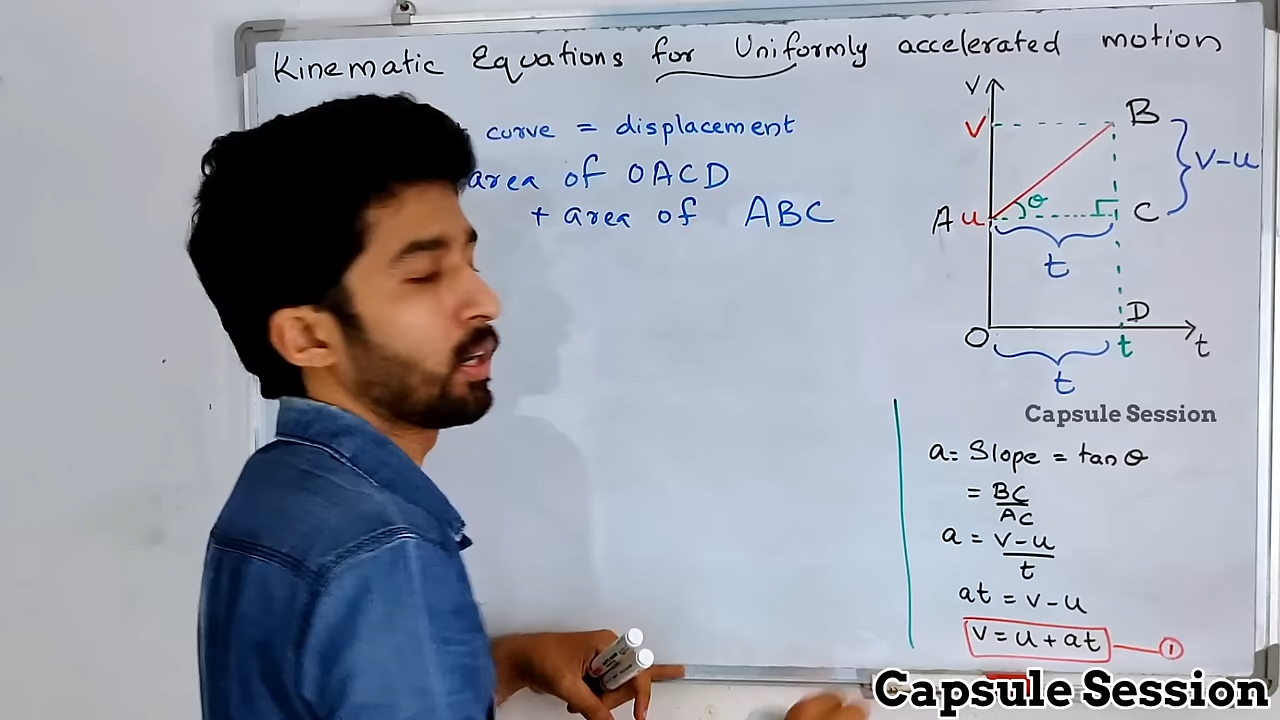 Kinematic Equations for Uniformly accelerated motion
curve = displacement
area of OACD
+ area of ABC
V
V B
V-u
θ
A u C
t
D
O t t
t
Capsule Session
a = Slope = tan θ
= BC
AC
a = V-u
t
at = V-u
V = u + at ①
Capsule Session